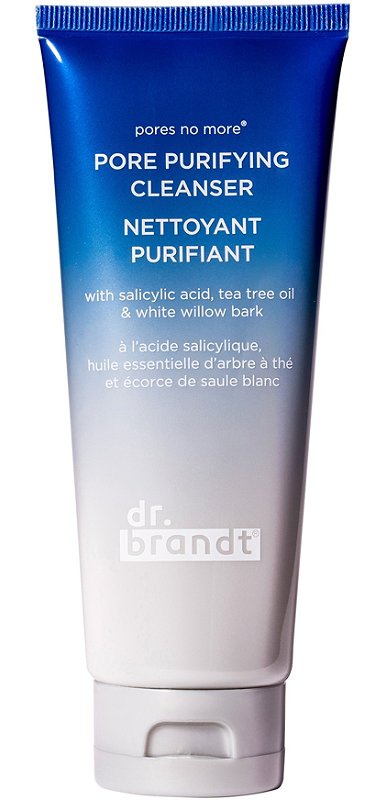 pores no more®
PORE PURIFYING
CLEANSER
NETTOYANT
PURIFIANT
with salicylic acid, tea tree oil
& white willow bark
à l'acide salicylique,
huile essentielle d'arbre à thé
et écorce de saule blanc
dr.
brandt®